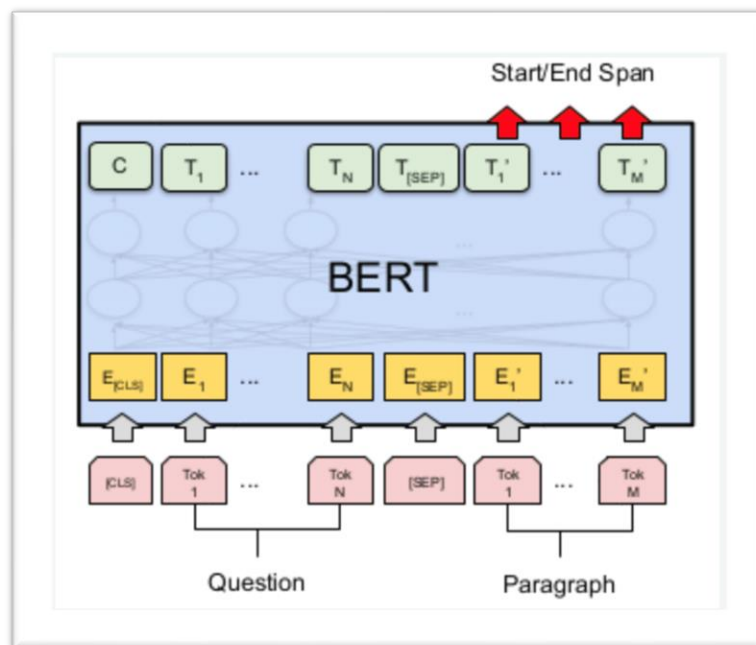 Start/End Span
C T1 ... TN T[SEP] T1' ... TM'
...
BERT
...
E[CLS] E1 ... EN E[SEP] E1' ... EM'
[CLS] Tok 1 ... Tok N [SEP] Tok 1 ... Tok M
Question Paragraph